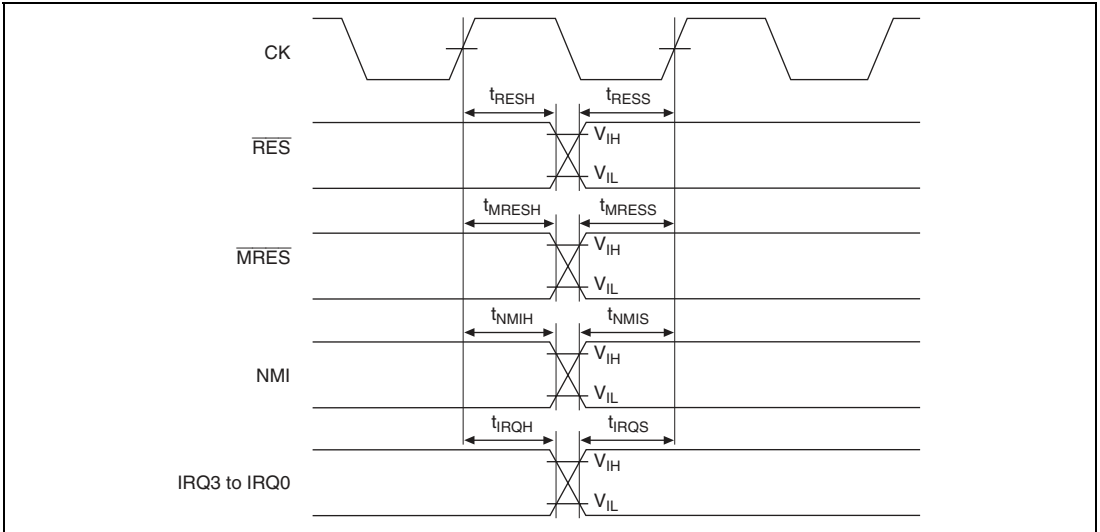 CK
tRESH tRESS
RES
VIH
VIL
tMRESH tMRESS
MRES
VIH
VIL
tNMIH tNMIS
NMI
VIH
VIL
tIRQH tIRQS
IRQ3 to IRQ0
VIH
VIL